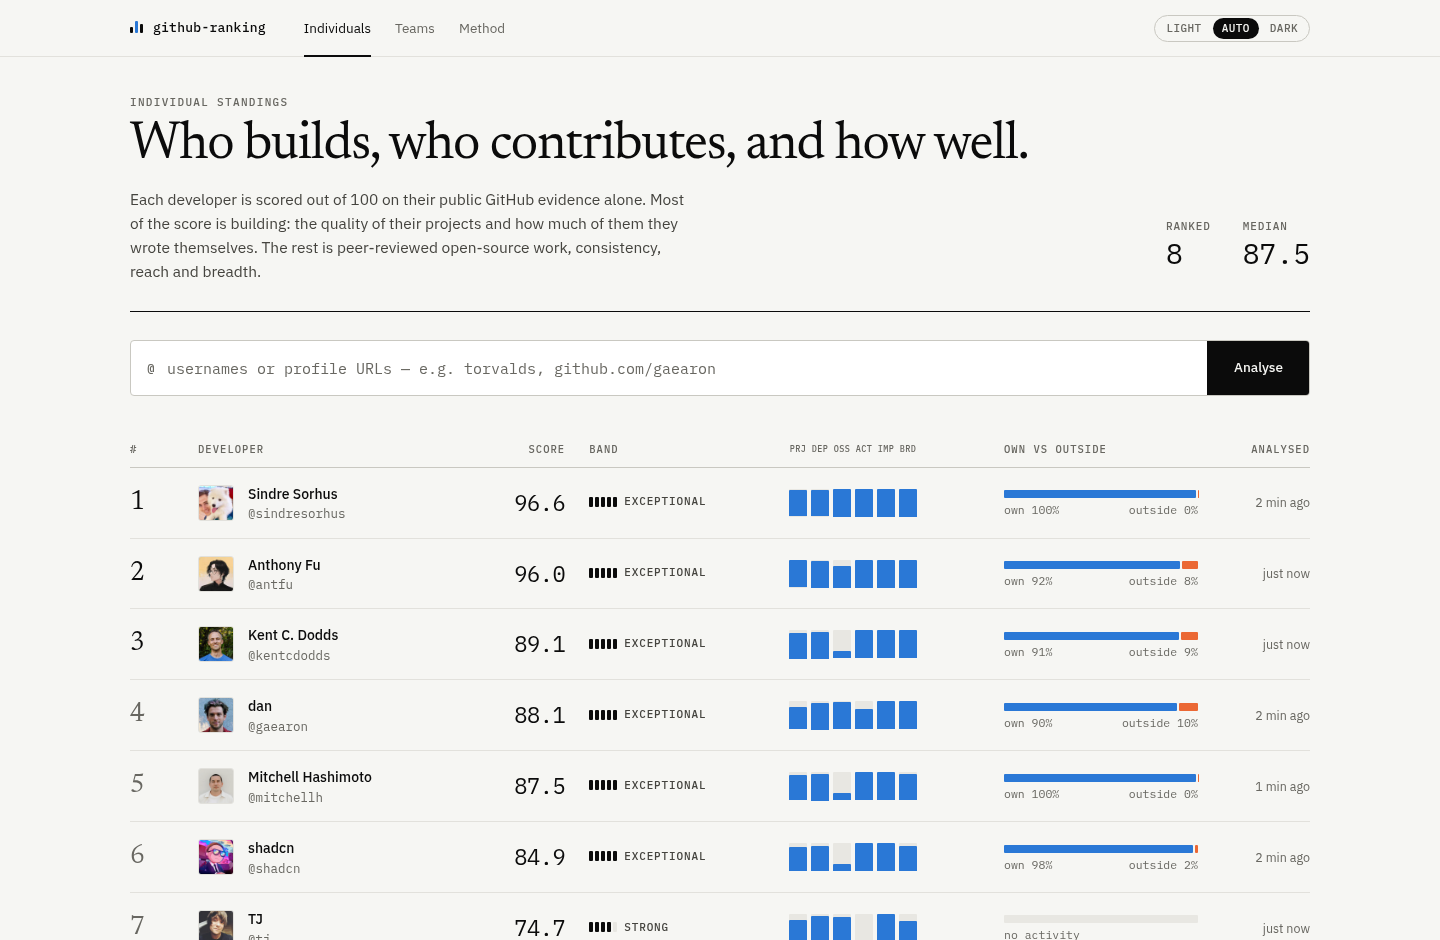 github-ranking
Individuals
Teams
Method
LIGHT
AUTO
DARK
INDIVIDUAL STANDINGS
Who builds, who contributes, and how well.
Each developer is scored out of 100 on their public GitHub evidence alone. Most
of the score is building: the quality of their projects and how much of them they
wrote themselves. The rest is peer-reviewed open-source work, consistency,
reach and breadth.
RANKED
8
MEDIAN
87.5
@ usernames or profile URLs — e.g. torvalds, github.com/gaearon
Analyse
# DEVELOPER SCORE BAND PRJ DEP OSS ACT IMP BRD OWN VS OUTSIDE ANALYSED
1
Sindre Sorhus
@sindresorhus
96.6
EXCEPTIONAL
own 100% outside 0%
2 min ago
2
Anthony Fu
@antfu
96.0
EXCEPTIONAL
own 92% outside 8%
just now
3
Kent C. Dodds
@kentcdodds
89.1
EXCEPTIONAL
own 91% outside 9%
just now
4
dan
@gaearon
88.1
EXCEPTIONAL
own 90% outside 10%
2 min ago
5
Mitchell Hashimoto
@mitchellh
87.5
EXCEPTIONAL
own 100% outside 0%
1 min ago
6
shadcn
@shadcn
84.9
EXCEPTIONAL
own 98% outside 2%
2 min ago
7
TJ
@tj
74.7
STRONG
no activity
just now